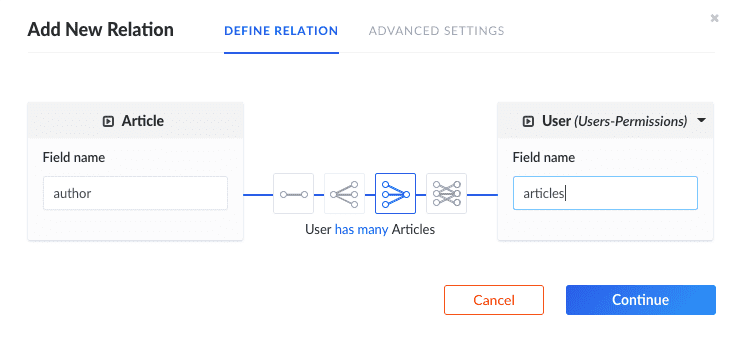 Add New Relation
DEFINE RELATION
ADVANCED SETTINGS
Article
Field name
author
User has many Articles
User (Users-Permissions)
Field name
articles
Cancel
Continue